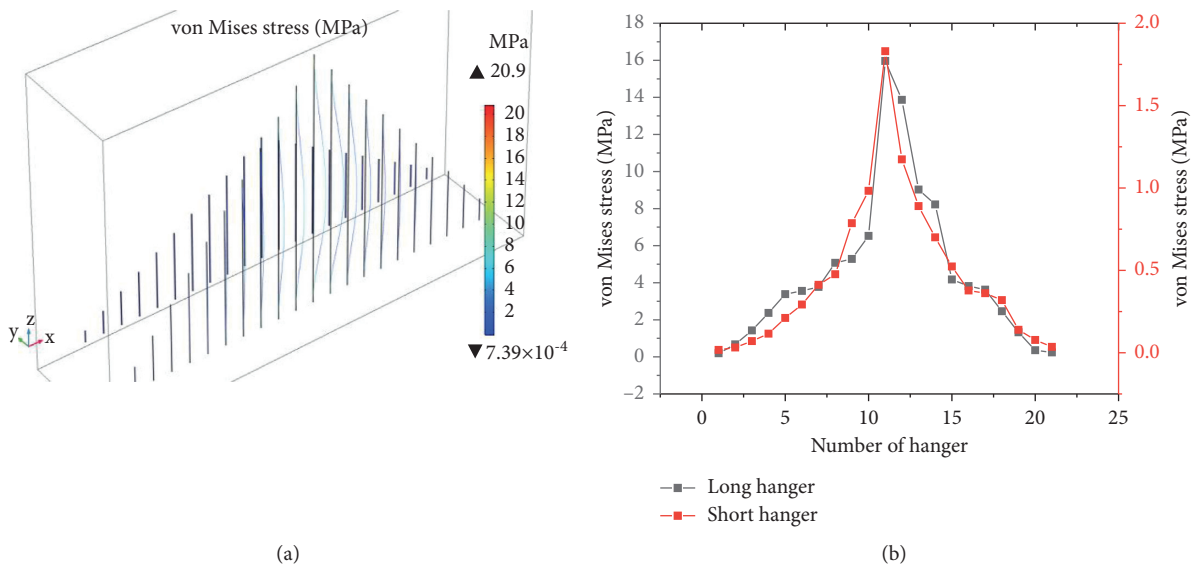 von Mises stress (MPa)
MPa
▲ 20.9
20
18
16
14
12
10
8
6
4
2
▼ 7.39×10⁻⁴
y z x
(a)
von Mises stress (MPa)
18
16
14
12
10
8
6
4
2
0
−2
0 5 10 15 20 25
Number of hanger
2.0
1.5
1.0
0.5
0.0
von Mises stress (MPa)
Long hanger
Short hanger
(b)